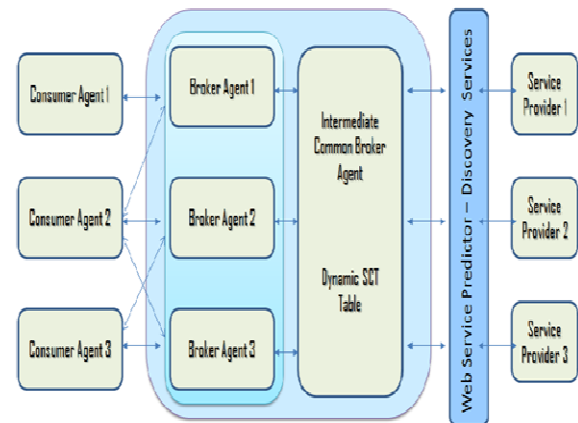 Consumer Agent 1
Consumer Agent 2
Consumer Agent 3
Broker Agent 1
Broker Agent 2
Broker Agent 3
Intermediate
Common Broker
Agent
Dynamic SCT
Table
Web Service Predictor – Discovery Services
Service
Provider 1
Service
Provider 2
Service
Provider 3